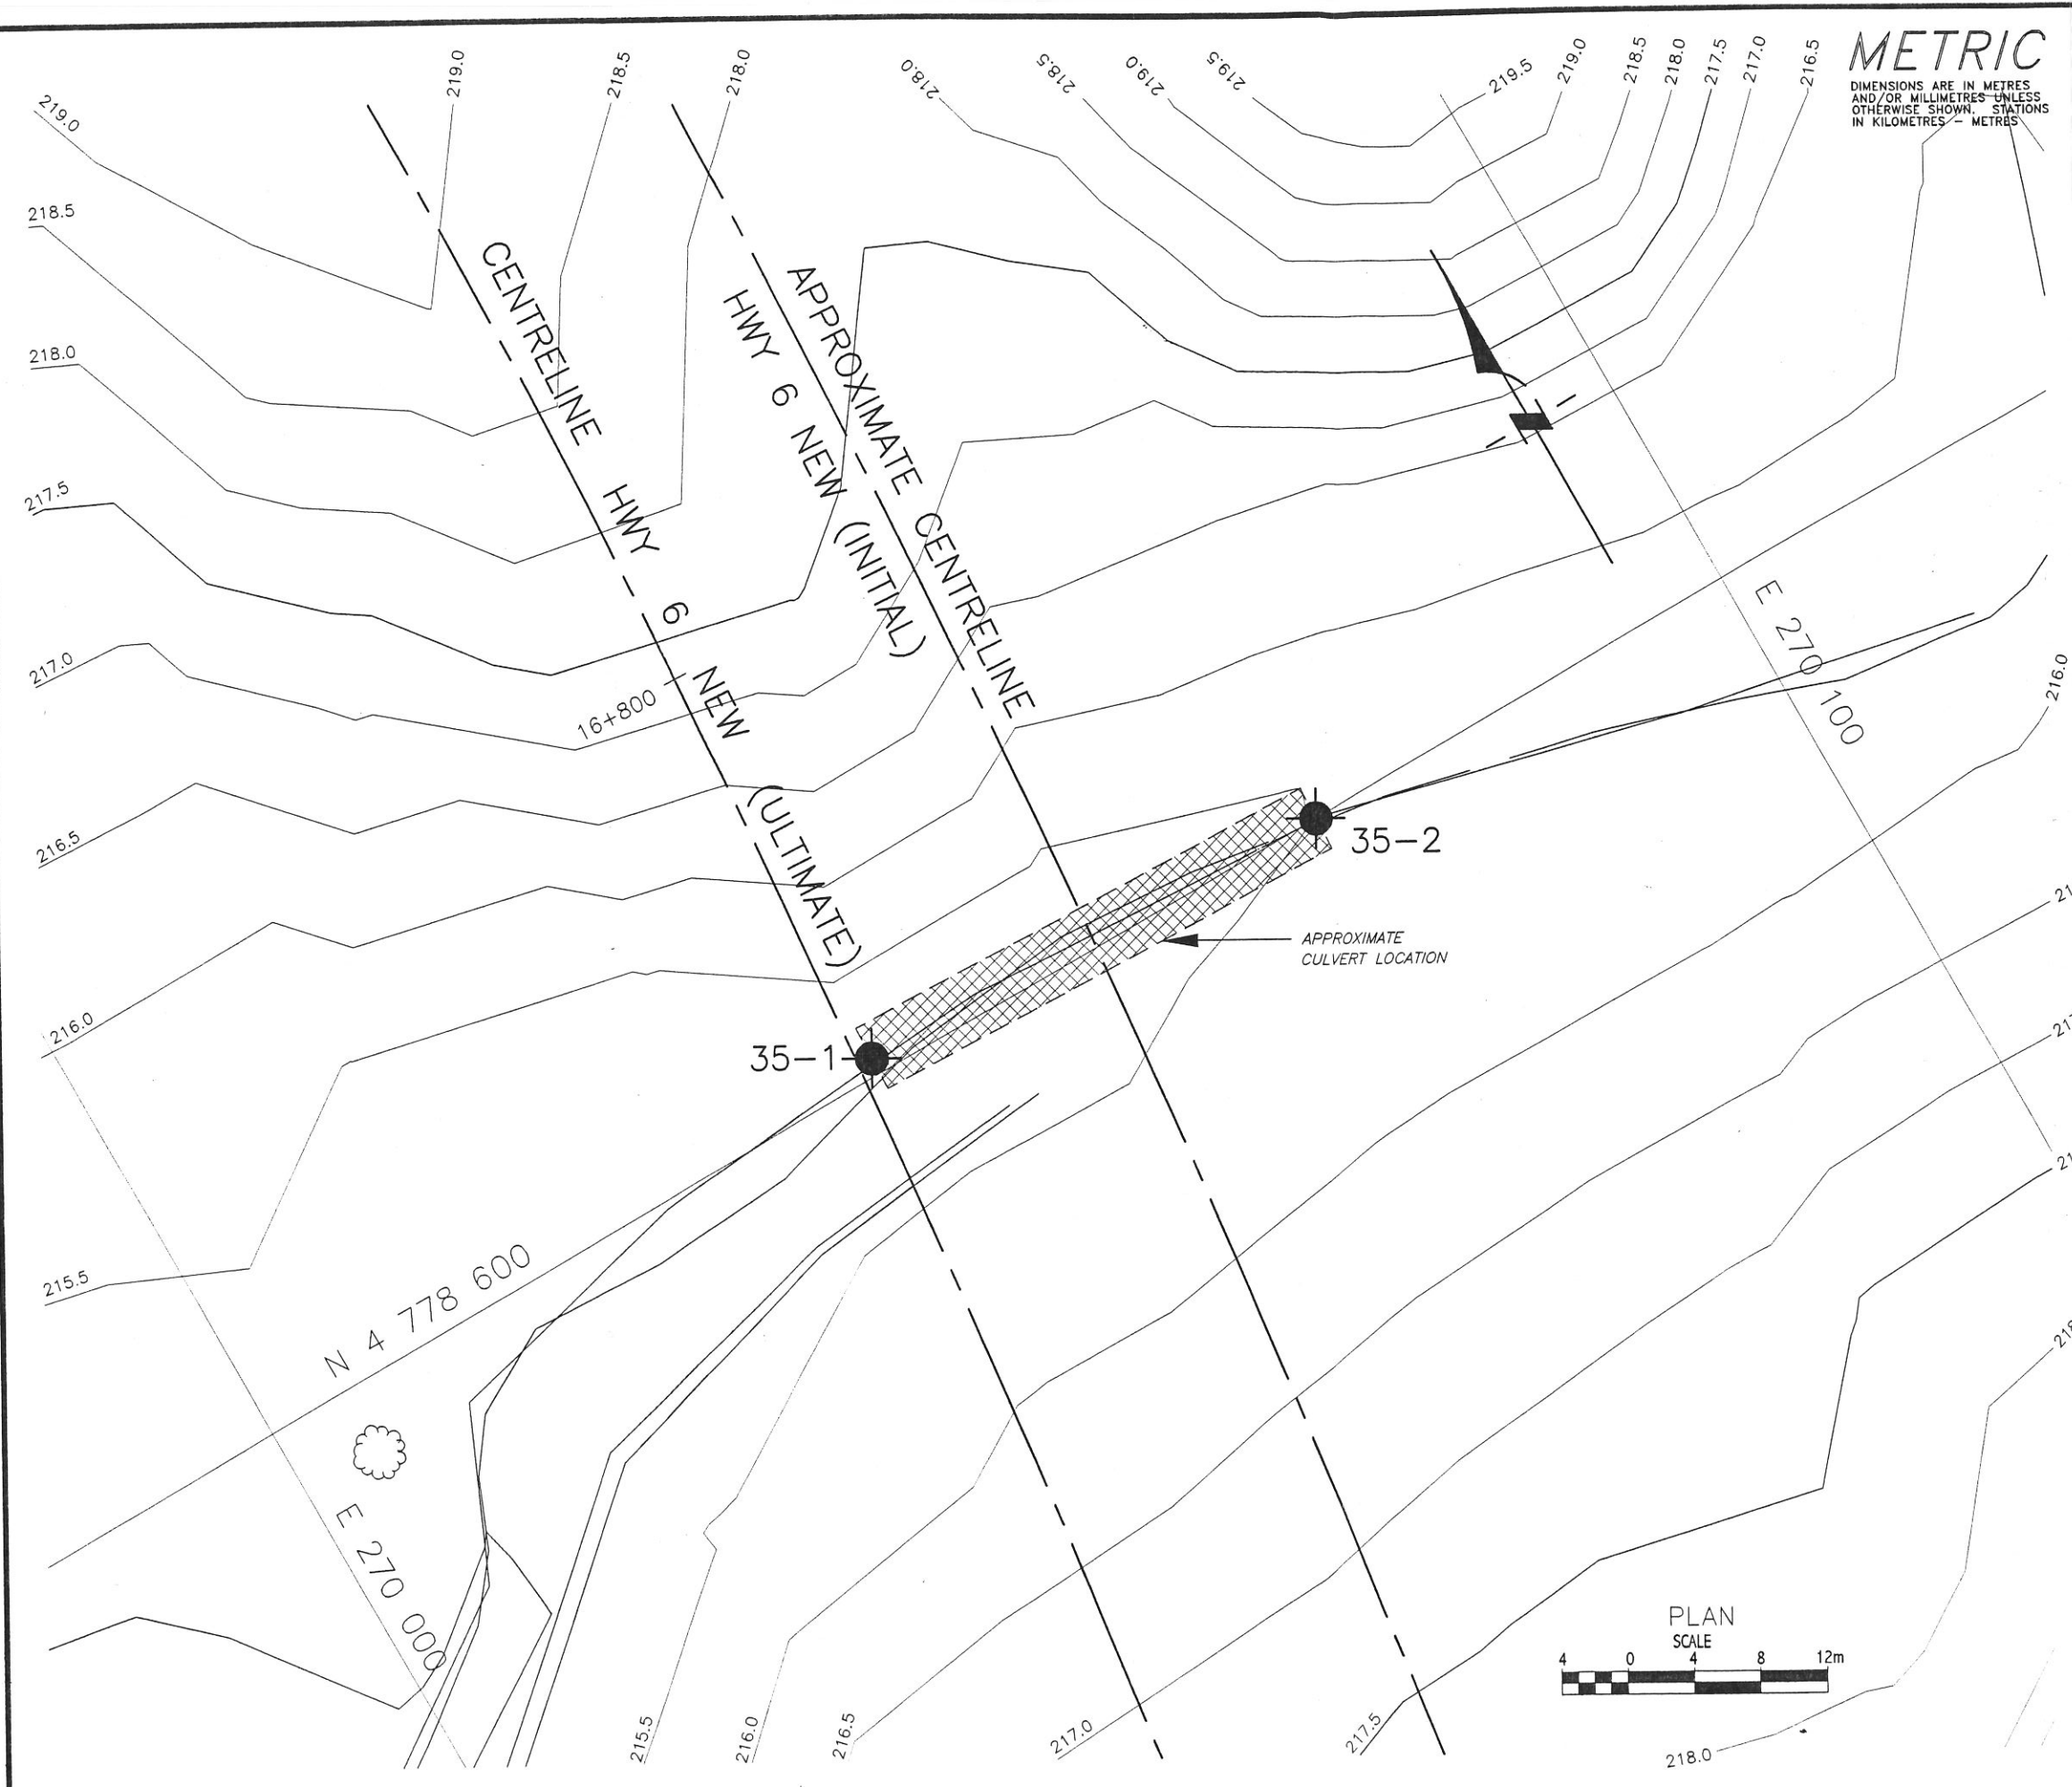 METRIC
DIMENSIONS ARE IN METRES
AND/OR MILLIMETRES UNLESS
OTHERWISE SHOWN. STATIONS
IN KILOMETRES – METRES
219.0
219.0
218.5
218.0
218.0
218.5
219.0
219.5
219.5
219.0
218.5
218.0
217.5
217.0
216.5
218.5
218.0
217.5
217.0
216.5
216.0
215.5
CENTRELINE HWY 6 NEW (ULTIMATE)
APPROXIMATE CENTRELINE
HWY 6 NEW (INITIAL)
16+800
E 270 100
216.0
35-2
APPROXIMATE
CULVERT LOCATION
35-1
N 4 778 600
E 270 000
215.5
216.0
216.5
217.0
217.5
218.0
PLAN
SCALE
4 0 4 8 12m